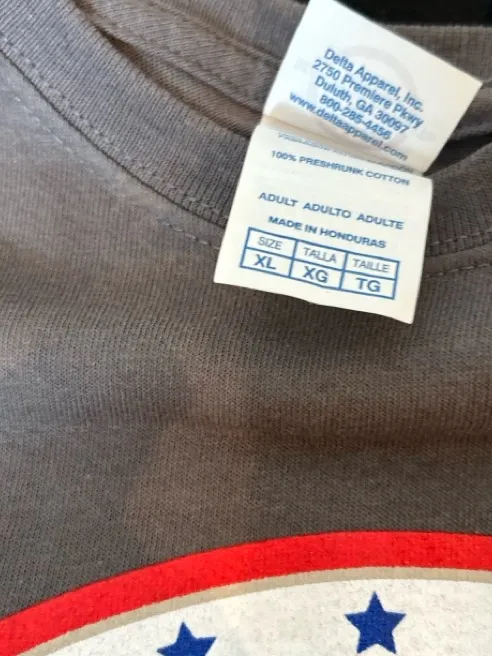 Delta Apparel, Inc.
2750 Premiere Pkwy
Duluth, GA 30097
800-285-4456
www.deltaapparel.com
100% PRESHRUNK COTTON
ADULT ADULTO ADULTE
MADE IN HONDURAS
SIZE TALLA TAILLE
XL XG TG